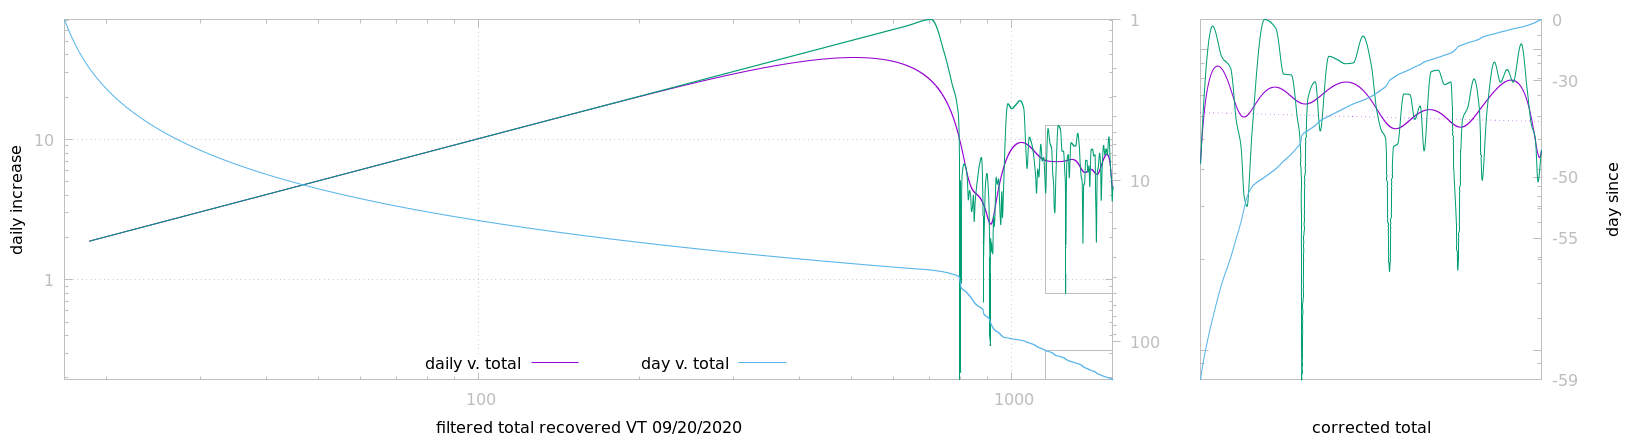 daily increase
10
1
daily v. total
day v. total
100
1000
filtered total recovered VT 09/20/2020
1
10
100
0
-30
-50
-55
-59
day since
corrected total